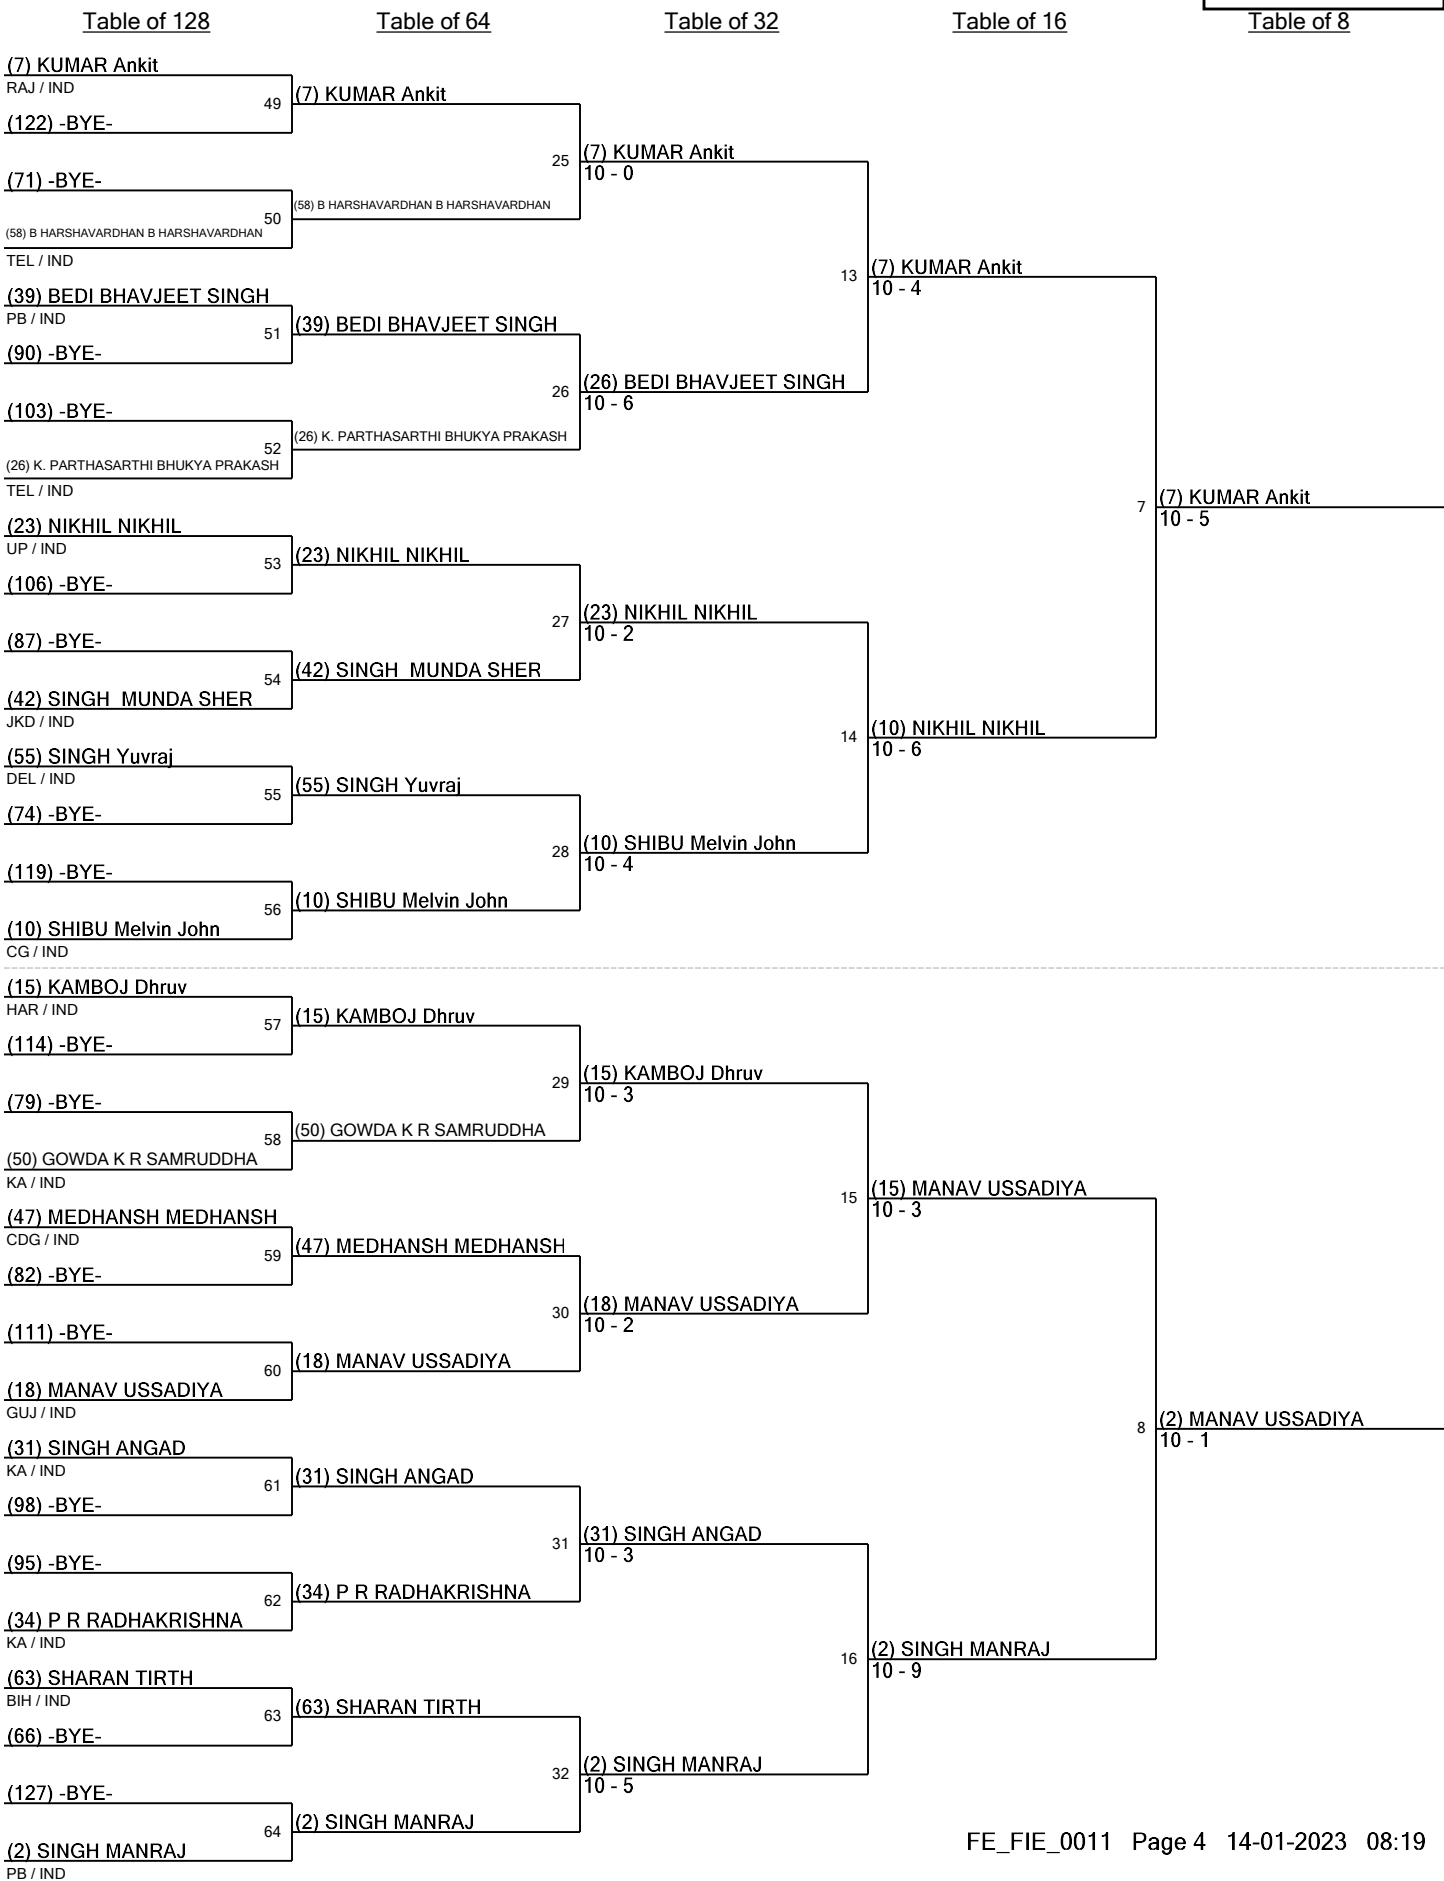 Table of 128
Table of 64
Table of 32
Table of 16
Table of 8
(7) KUMAR Ankit
RAJ / IND
49
(122) -BYE-
(71) -BYE-
50
(58) B HARSHAVARDHAN B HARSHAVARDHAN
TEL / IND
(39) BEDI BHAVJEET SINGH
PB / IND
51
(90) -BYE-
(103) -BYE-
52
(26) K. PARTHASARTHI BHUKYA PRAKASH
TEL / IND
(23) NIKHIL NIKHIL
UP / IND
53
(106) -BYE-
(87) -BYE-
54
(42) SINGH  MUNDA SHER
JKD / IND
(55) SINGH Yuvraj
DEL / IND
55
(74) -BYE-
(119) -BYE-
56
(10) SHIBU Melvin John
CG / IND
(15) KAMBOJ Dhruv
HAR / IND
57
(114) -BYE-
(79) -BYE-
58
(50) GOWDA K R SAMRUDDHA
KA / IND
(47) MEDHANSH MEDHANSH
CDG / IND
59
(82) -BYE-
(111) -BYE-
60
(18) MANAV USSADIYA
GUJ / IND
(31) SINGH ANGAD
KA / IND
61
(98) -BYE-
(95) -BYE-
62
(34) P R RADHAKRISHNA
KA / IND
(63) SHARAN TIRTH
BIH / IND
63
(66) -BYE-
(127) -BYE-
64
(2) SINGH MANRAJ
PB / IND
(7) KUMAR Ankit
25
(58) B HARSHAVARDHAN B HARSHAVARDHAN
(39) BEDI BHAVJEET SINGH
26
(26) K. PARTHASARTHI BHUKYA PRAKASH
(23) NIKHIL NIKHIL
27
(42) SINGH  MUNDA SHER
(55) SINGH Yuvraj
28
(10) SHIBU Melvin John
(15) KAMBOJ Dhruv
29
(50) GOWDA K R SAMRUDDHA
(47) MEDHANSH MEDHANSH
30
(18) MANAV USSADIYA
(31) SINGH ANGAD
31
(34) P R RADHAKRISHNA
(63) SHARAN TIRTH
32
(2) SINGH MANRAJ
(7) KUMAR Ankit
10 - 0
13
(26) BEDI BHAVJEET SINGH
10 - 6
(23) NIKHIL NIKHIL
10 - 2
14
(10) SHIBU Melvin John
10 - 4
(15) KAMBOJ Dhruv
10 - 3
15
(18) MANAV USSADIYA
10 - 2
(31) SINGH ANGAD
10 - 3
16
(2) SINGH MANRAJ
10 - 5
(7) KUMAR Ankit
10 - 4
7
(10) NIKHIL NIKHIL
10 - 6
(15) MANAV USSADIYA
10 - 3
8
(2) SINGH MANRAJ
10 - 9
(7) KUMAR Ankit
10 - 5
(2) MANAV USSADIYA
10 - 1
FE_FIE_0011   Page 4   14-01-2023   08:19